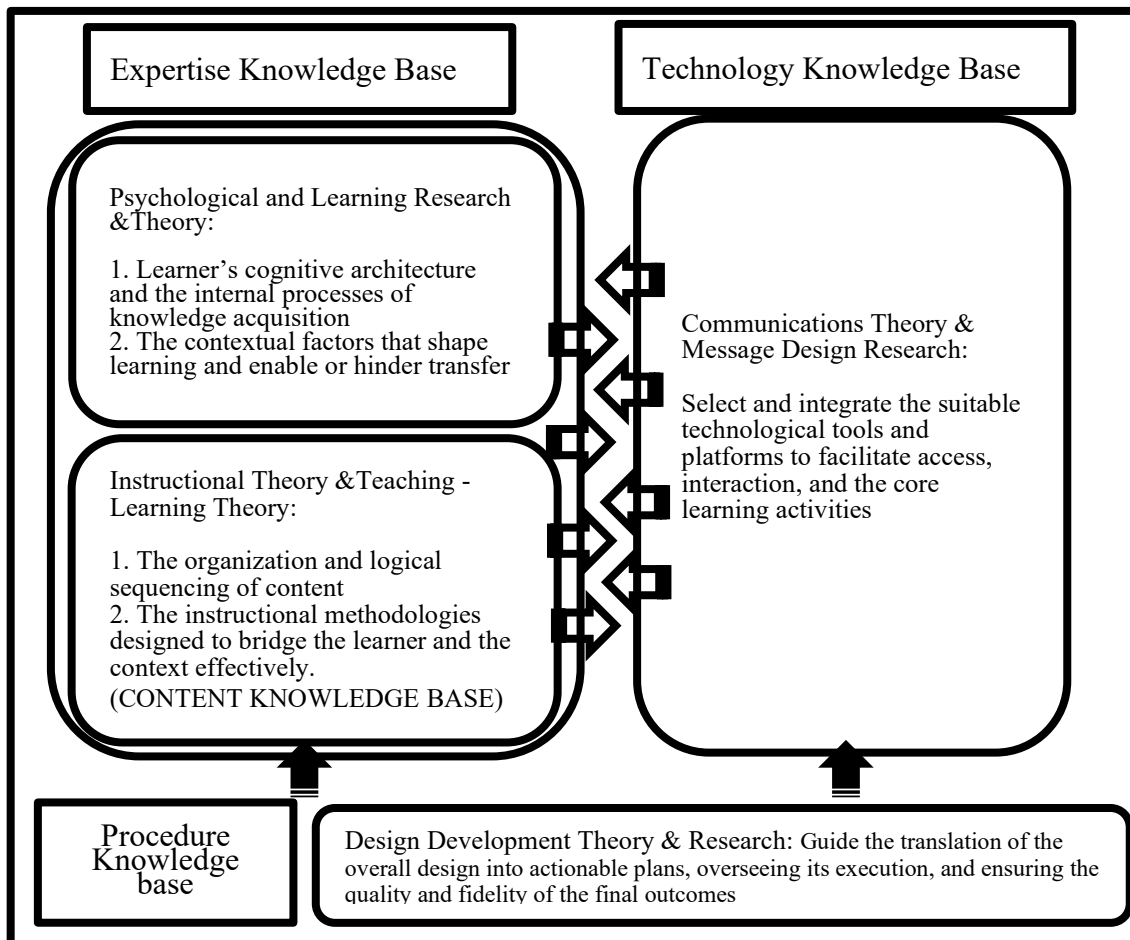 Expertise Knowledge Base
Technology Knowledge Base
Psychological and Learning Research
&Theory:
1. Learner’s cognitive architecture
and the internal processes of
knowledge acquisition
2. The contextual factors that shape
learning and enable or hinder transfer
Instructional Theory &Teaching -
Learning Theory:
1. The organization and logical
sequencing of content
2. The instructional methodologies
designed to bridge the learner and the
context effectively.
(CONTENT KNOWLEDGE BASE)
Communications Theory &
Message Design Research:
Select and integrate the suitable
technological tools and
platforms to facilitate access,
interaction, and the core
learning activities
Procedure
Knowledge
base
Design Development Theory & Research: Guide the translation of the
overall design into actionable plans, overseeing its execution, and ensuring the
quality and fidelity of the final outcomes